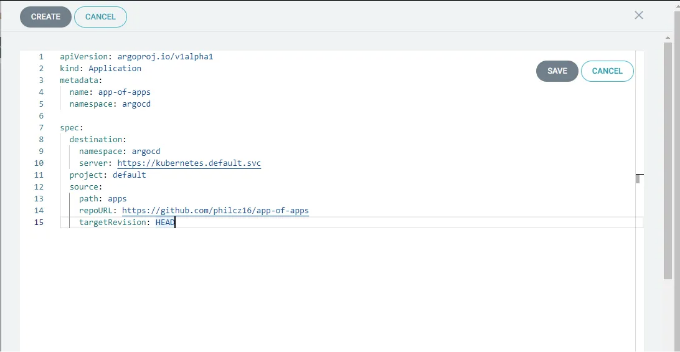 CREATE CANCEL
1 apiVersion: argoproj.io/v1alpha1
2 kind: Application
SAVE CANCEL
3 metadata:
4 name: app-of-apps
5 namespace: argocd
6
7 spec:
8 destination:
9 namespace: argocd
10 server: https://kubernetes.default.svc
11 project: default
12 source:
13 path: apps
14 repoURL: https://github.com/philcz16/app-of-apps
15 targetRevision: HEAD